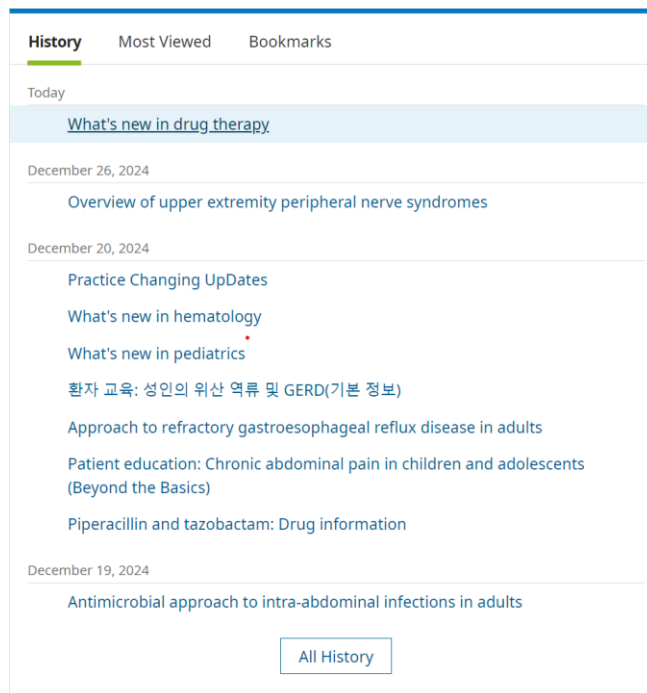 History Most Viewed Bookmarks
Today
What's new in drug therapy
December 26, 2024
Overview of upper extremity peripheral nerve syndromes
December 20, 2024
Practice Changing UpDates
What's new in hematology
What's new in pediatrics
환자 교육: 성인의 위산 역류 및 GERD(기본 정보)
Approach to refractory gastroesophageal reflux disease in adults
Patient education: Chronic abdominal pain in children and adolescents
(Beyond the Basics)
Piperacillin and tazobactam: Drug information
December 19, 2024
Antimicrobial approach to intra-abdominal infections in adults
All History